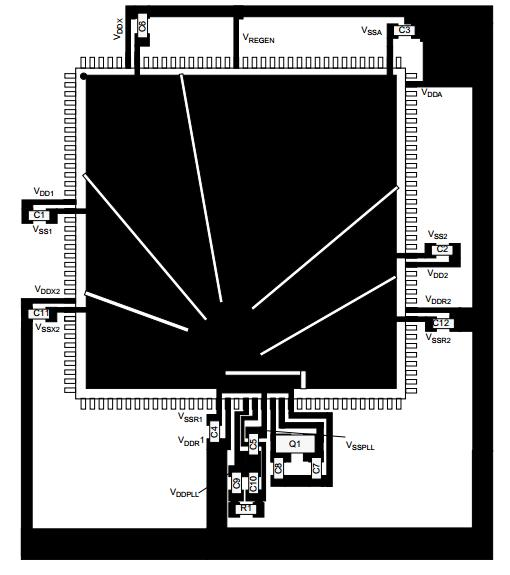 VDDX
C6
VREGEN
VSSA
C3
VDDA
VDD1
C1
VSS1
VSS2
C2
VDD2
VDDX2
C11
VSSX2
VDDR2
C12
VSSR2
VSSR1
C4
VDDR1
C5
Q1
VSSPLL
C8
C7
C9
C10
VDDPLL
R1